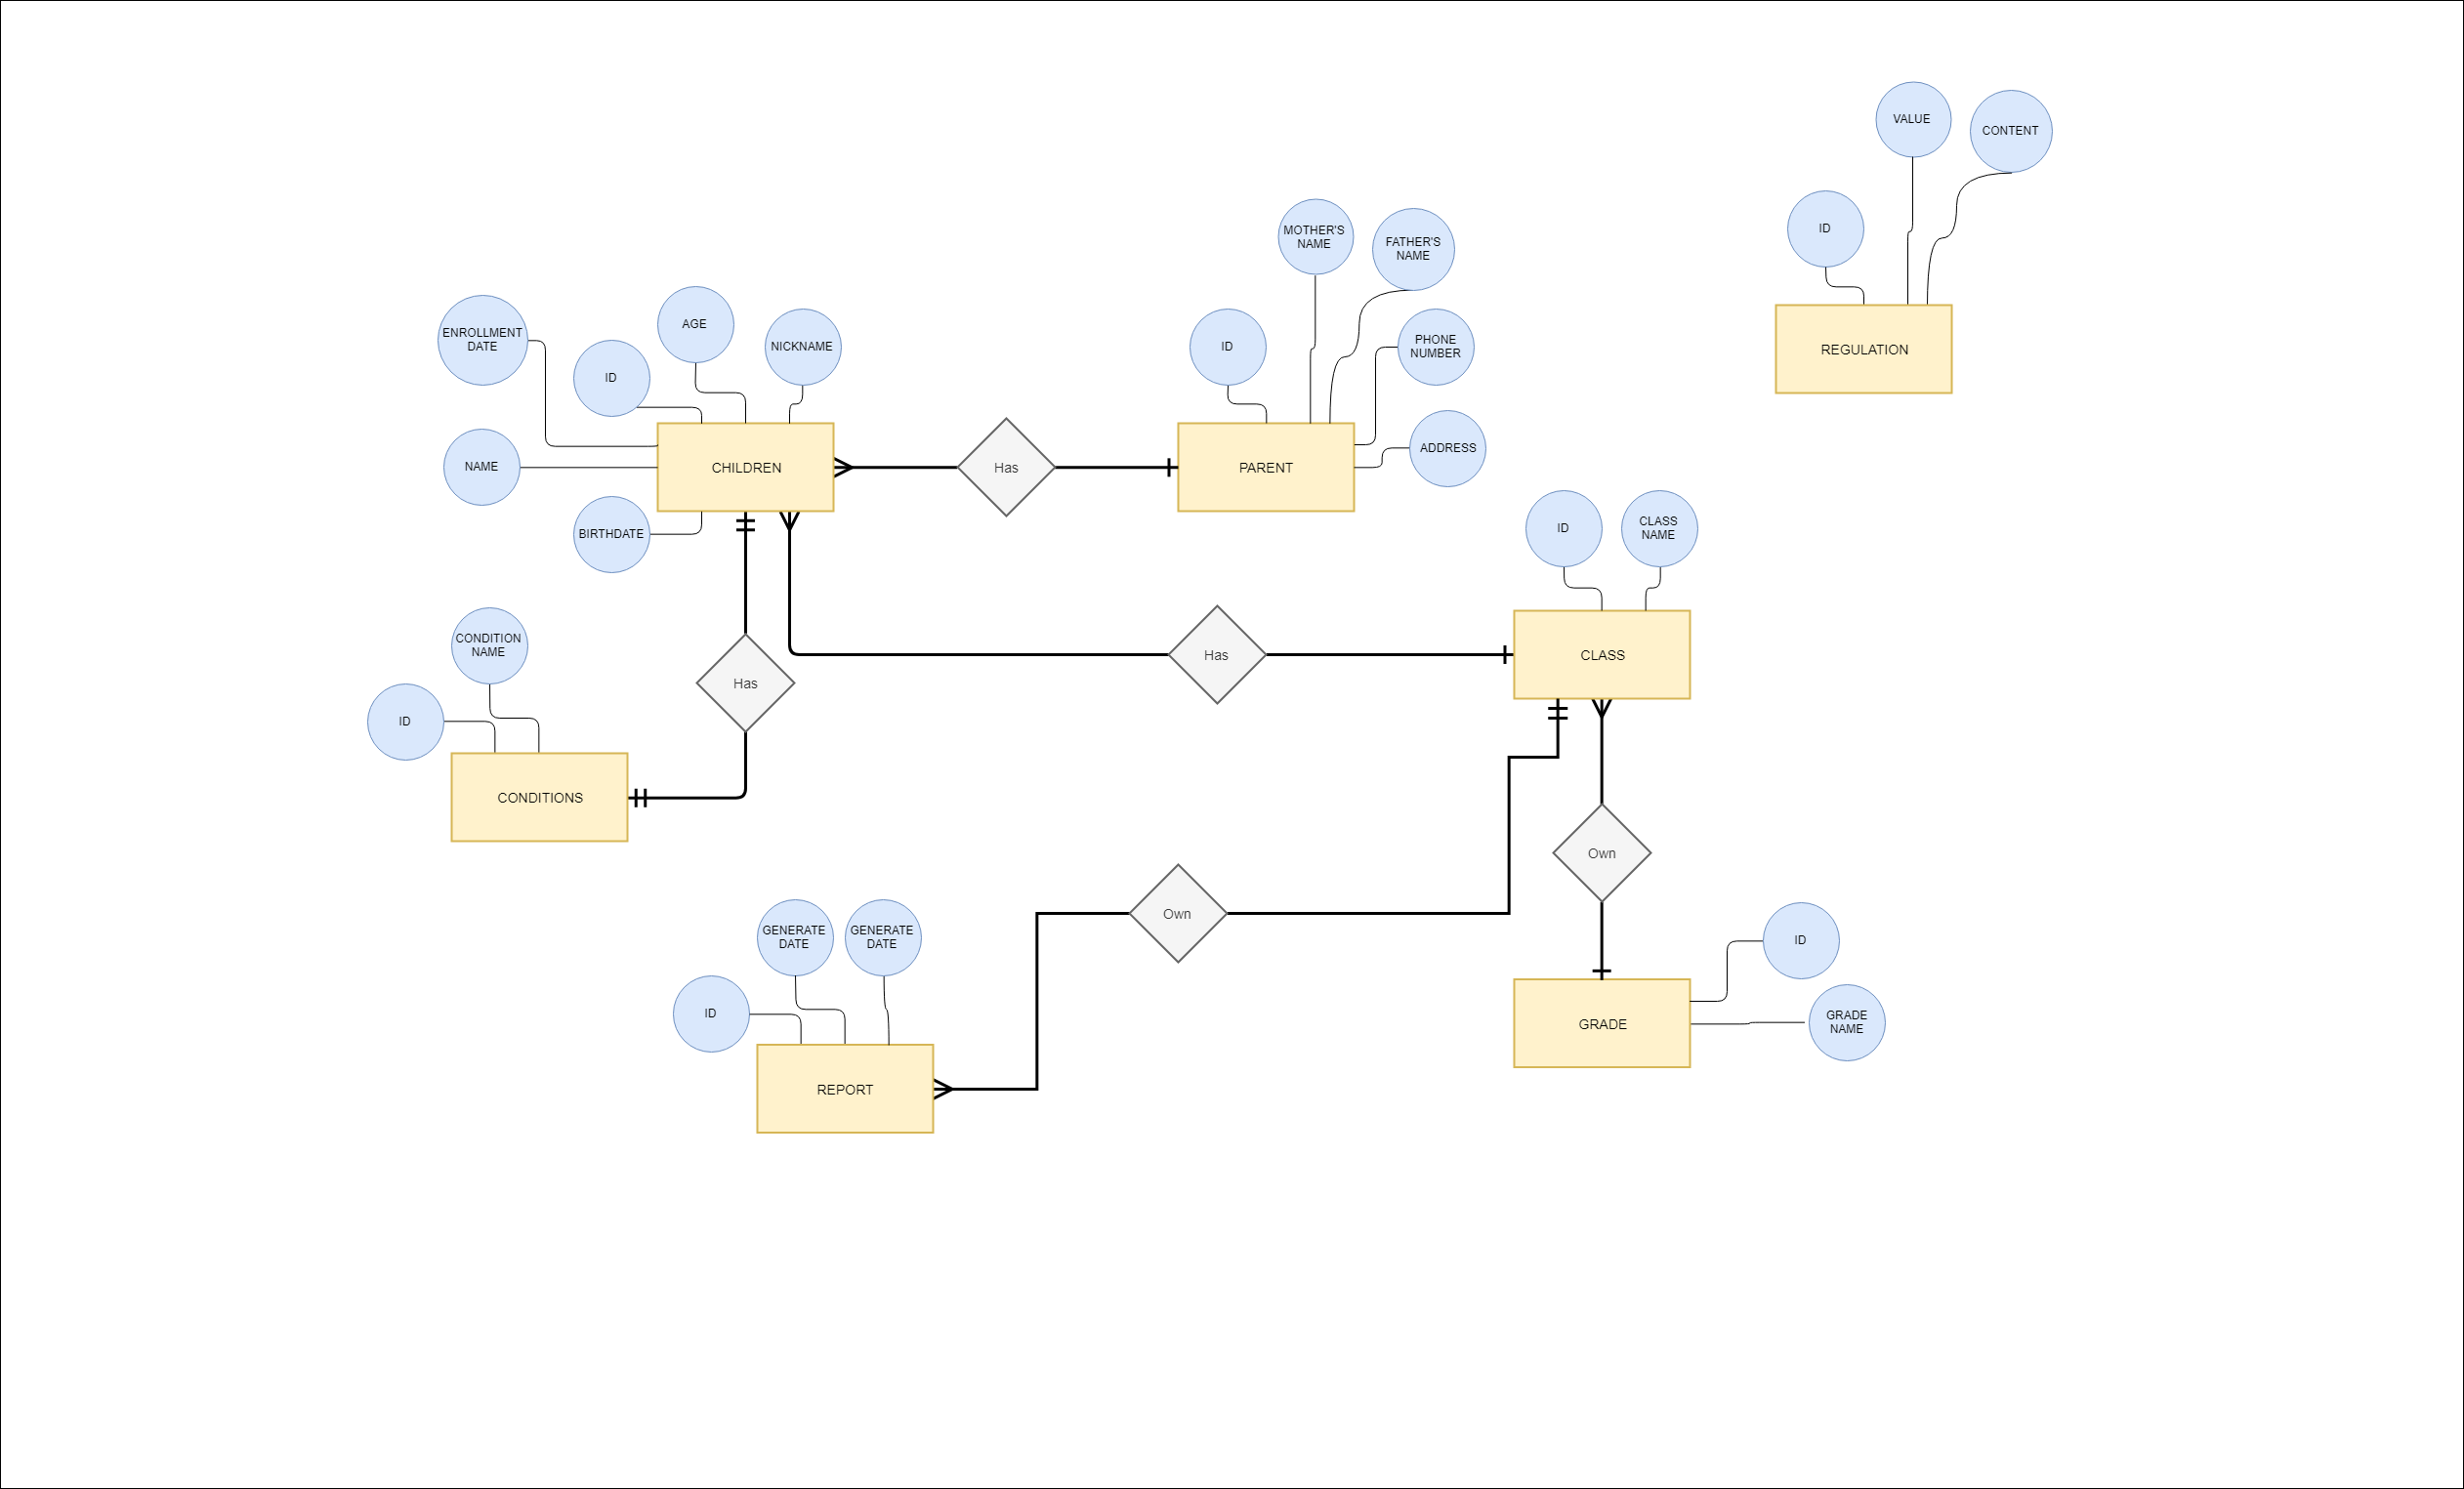 VALUE
CONTENT
ID
REGULATION
MOTHER'S
NAME
FATHER'S
NAME
ID
PHONE
NUMBER
ADDRESS
PARENT
ENROLLMENT
DATE
ID
AGE
NICKNAME
NAME
CHILDREN
BIRTHDATE
Has
ID
CLASS
NAME
CLASS
Has
Has
CONDITION
NAME
ID
CONDITIONS
Own
Own
GENERATE
DATE
GENERATE
DATE
ID
REPORT
ID
GRADE
NAME
GRADE